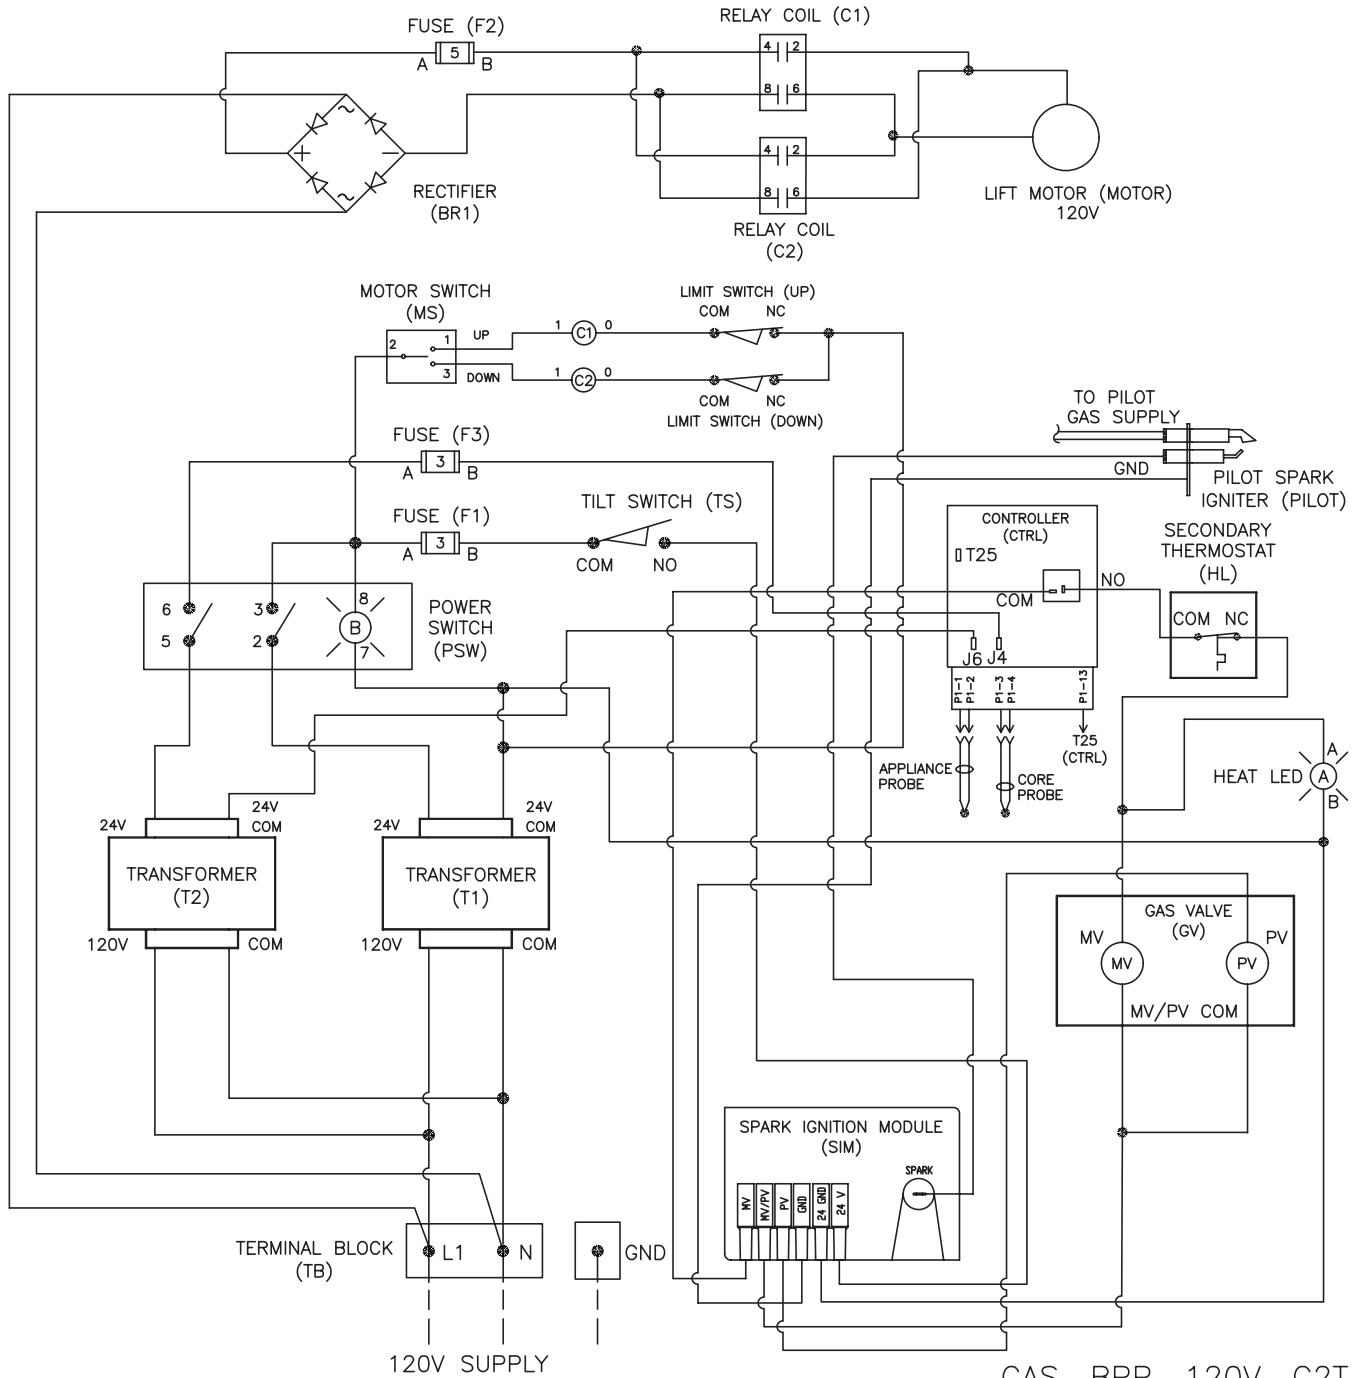 RELAY COIL (C1)
FUSE (F2)
5
A B
4 2
8 6
4 2
8 6
~
+ −
~
RECTIFIER
(BR1)
LIFT MOTOR (MOTOR)
120V
RELAY COIL
(C2)
MOTOR SWITCH
(MS)
LIMIT SWITCH (UP)
COM NC
2 1 UP
3 DOWN
1 C1 0
1 C2 0
COM NC
LIMIT SWITCH (DOWN)
TO PILOT
GAS SUPPLY
GND
PILOT SPARK
IGNITER (PILOT)
FUSE (F3)
3
A B
FUSE (F1)
3
A B
TILT SWITCH (TS)
COM NO
CONTROLLER
(CTRL)
T25
COM
NO
J6 J4
P1-1
P1-2
P1-3
P1-4
P1-13
SECONDARY
THERMOSTAT
(HL)
COM NC
6 3 8
5 2 B
7
POWER
SWITCH
(PSW)
T25
(CTRL)
APPLIANCE
PROBE
CORE
PROBE
HEAT LED
A
A
B
24V
24V
COM
TRANSFORMER
(T2)
120V COM
24V
24V
COM
TRANSFORMER
(T1)
120V COM
GAS VALVE
(GV)
MV PV
MV PV
MV/PV COM
SPARK IGNITION MODULE
(SIM)
SPARK
MV
MV/PV
PV
GND
24 GND
24 V
TERMINAL BLOCK
(TB)
L1 N
GND
120V SUPPLY